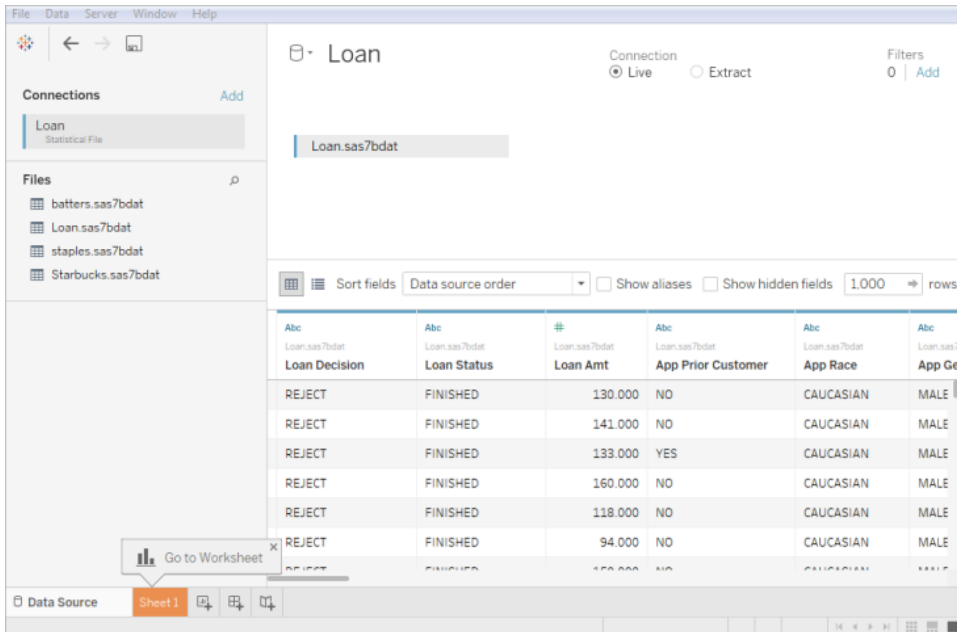 File Data Server Window Help
Connections Add
Loan
Statistical File
Files
batters.sas7bdat
Loan.sas7bdat
staples.sas7bdat
Starbucks.sas7bdat
Loan
Connection
Live Extract
Filters
0 Add
Loan.sas7bdat
Sort fields Data source order Show aliases Show hidden fields 1,000 rows
Abc Abc # Abc Abc Abc
Loan.sas7bdat Loan.sas7bdat Loan.sas7bdat Loan.sas7bdat Loan.sas7bdat
Loan Decision Loan Status Loan Amt App Prior Customer App Race App Ge
REJECT FINISHED 130.000 NO CAUCASIAN MALE
REJECT FINISHED 141.000 NO CAUCASIAN MALE
REJECT FINISHED 133.000 YES CAUCASIAN MALE
REJECT FINISHED 160.000 NO CAUCASIAN MALE
REJECT FINISHED 118.000 NO CAUCASIAN MALE
REJECT FINISHED 94.000 NO CAUCASIAN MALE
Go to Worksheet
Data Source Sheet 1